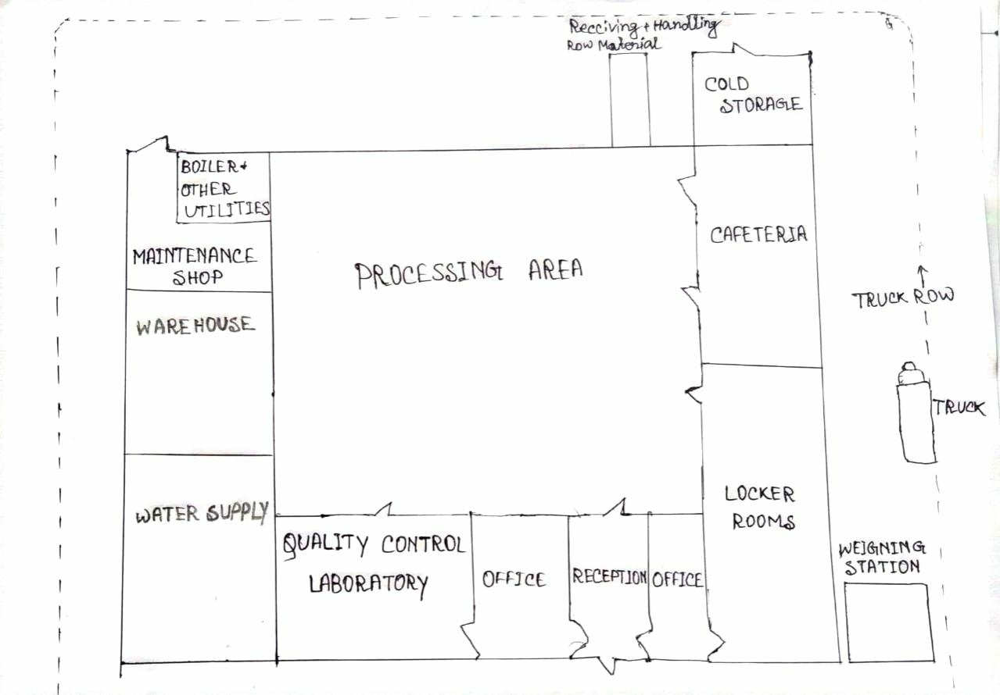 Receiving + Handling
Row Material
COLD
STORAGE
BOILER +
OTHER
UTILITIES
CAFETERIA
MAINTENANCE
SHOP
PROCESSING AREA
TRUCK ROW
WAREHOUSE
TRUCK
LOCKER
ROOMS
WATER SUPPLY
QUALITY CONTROL
LABORATORY
OFFICE
RECEPTION
OFFICE
WEIGNING
STATION